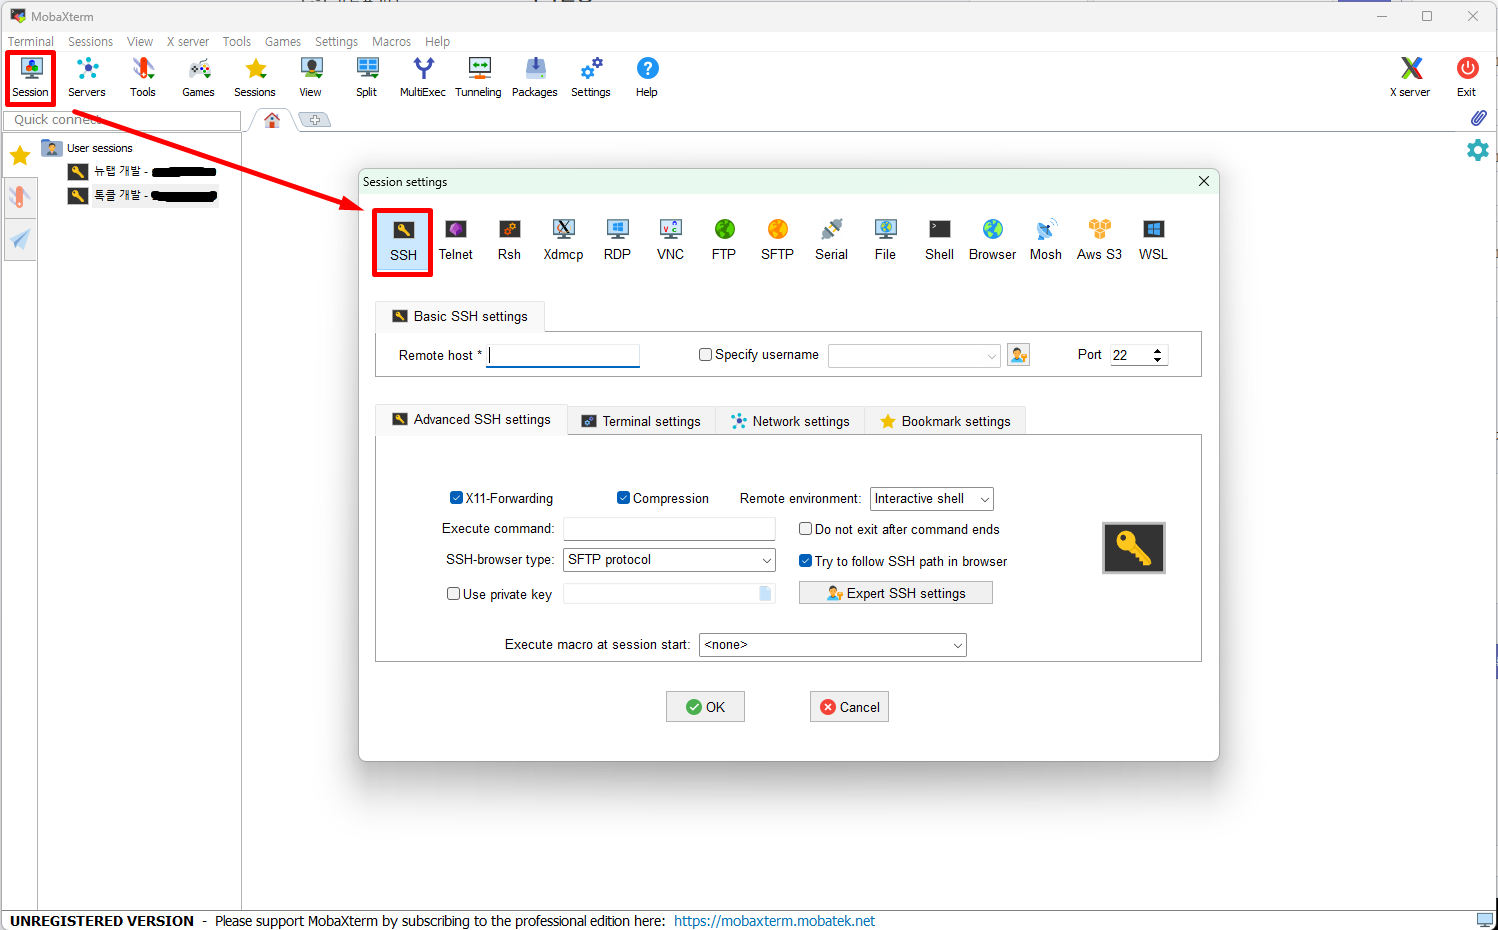 MobaXterm
Terminal Sessions View X server Tools Games Settings Macros Help
Session Servers Tools Games Sessions View Split MultiExec Tunneling Packages Settings Help X server Exit
Quick connect
User sessions
뉴탭 개발 -
톡클 개발 -
Session settings
SSH Telnet Rsh Xdmcp RDP VNC FTP SFTP Serial File Shell Browser Mosh Aws S3 WSL
Basic SSH settings
Remote host * Specify username Port 22
Advanced SSH settings Terminal settings Network settings Bookmark settings
X11-Forwarding Compression Remote environment: Interactive shell
Execute command: Do not exit after command ends
SSH-browser type: SFTP protocol Try to follow SSH path in browser
Use private key Expert SSH settings
Execute macro at session start: <none>
OK Cancel
UNREGISTERED VERSION - Please support MobaXterm by subscribing to the professional edition here: https://mobaxterm.mobatek.net